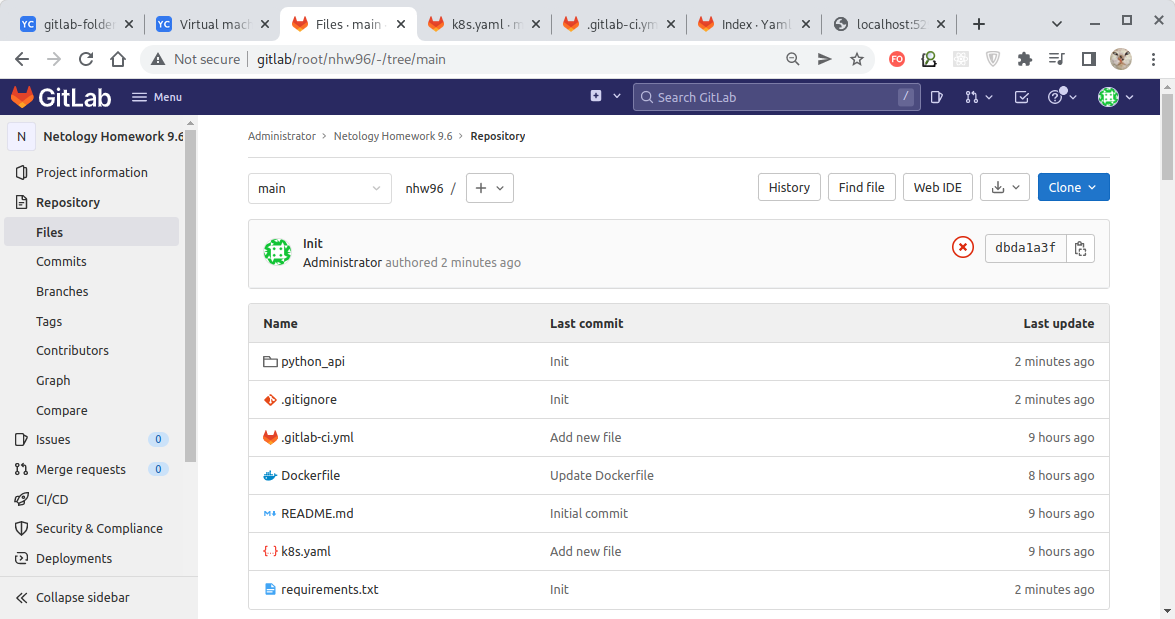 YC gitlab-folder
YC Virtual mach
Files · main ·
k8s.yaml · m
.gitlab-ci.ym
Index · Yaml
localhost:52
Not secure gitlab/root/nhw96/-/tree/main
FO
GitLab Menu
Search GitLab /
N Netology Homework 9.6
Project information
Repository
Files
Commits
Branches
Tags
Contributors
Graph
Compare
Issues 0
Merge requests 0
CI/CD
Security & Compliance
Deployments
Collapse sidebar
Administrator > Netology Homework 9.6 > Repository
main nhw96 / + History Find file Web IDE Clone
Init
Administrator authored 2 minutes ago
dbda1a3f
Name Last commit Last update
python_api Init 2 minutes ago
.gitignore Init 2 minutes ago
.gitlab-ci.yml Add new file 9 hours ago
Dockerfile Update Dockerfile 8 hours ago
README.md Initial commit 9 hours ago
k8s.yaml Add new file 9 hours ago
requirements.txt Init 2 minutes ago